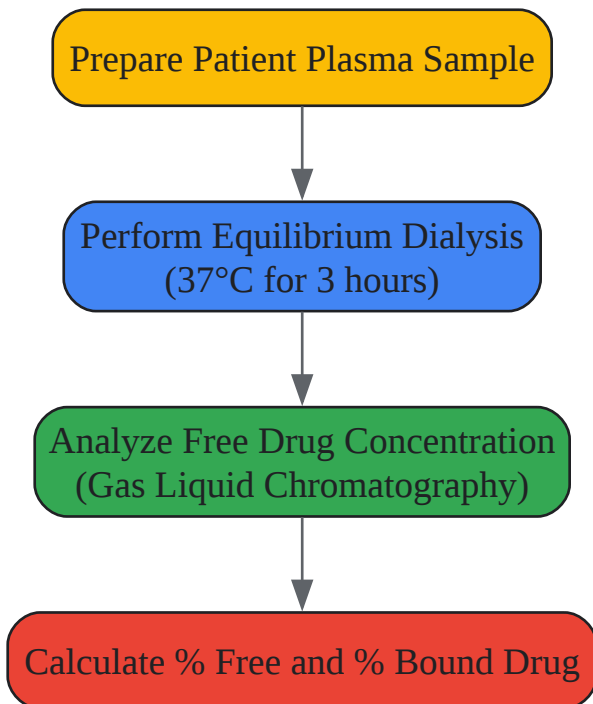 Prepare Patient Plasma Sample
Perform Equilibrium Dialysis
(37°C for 3 hours)
Analyze Free Drug Concentration
(Gas Liquid Chromatography)
Calculate % Free and % Bound Drug